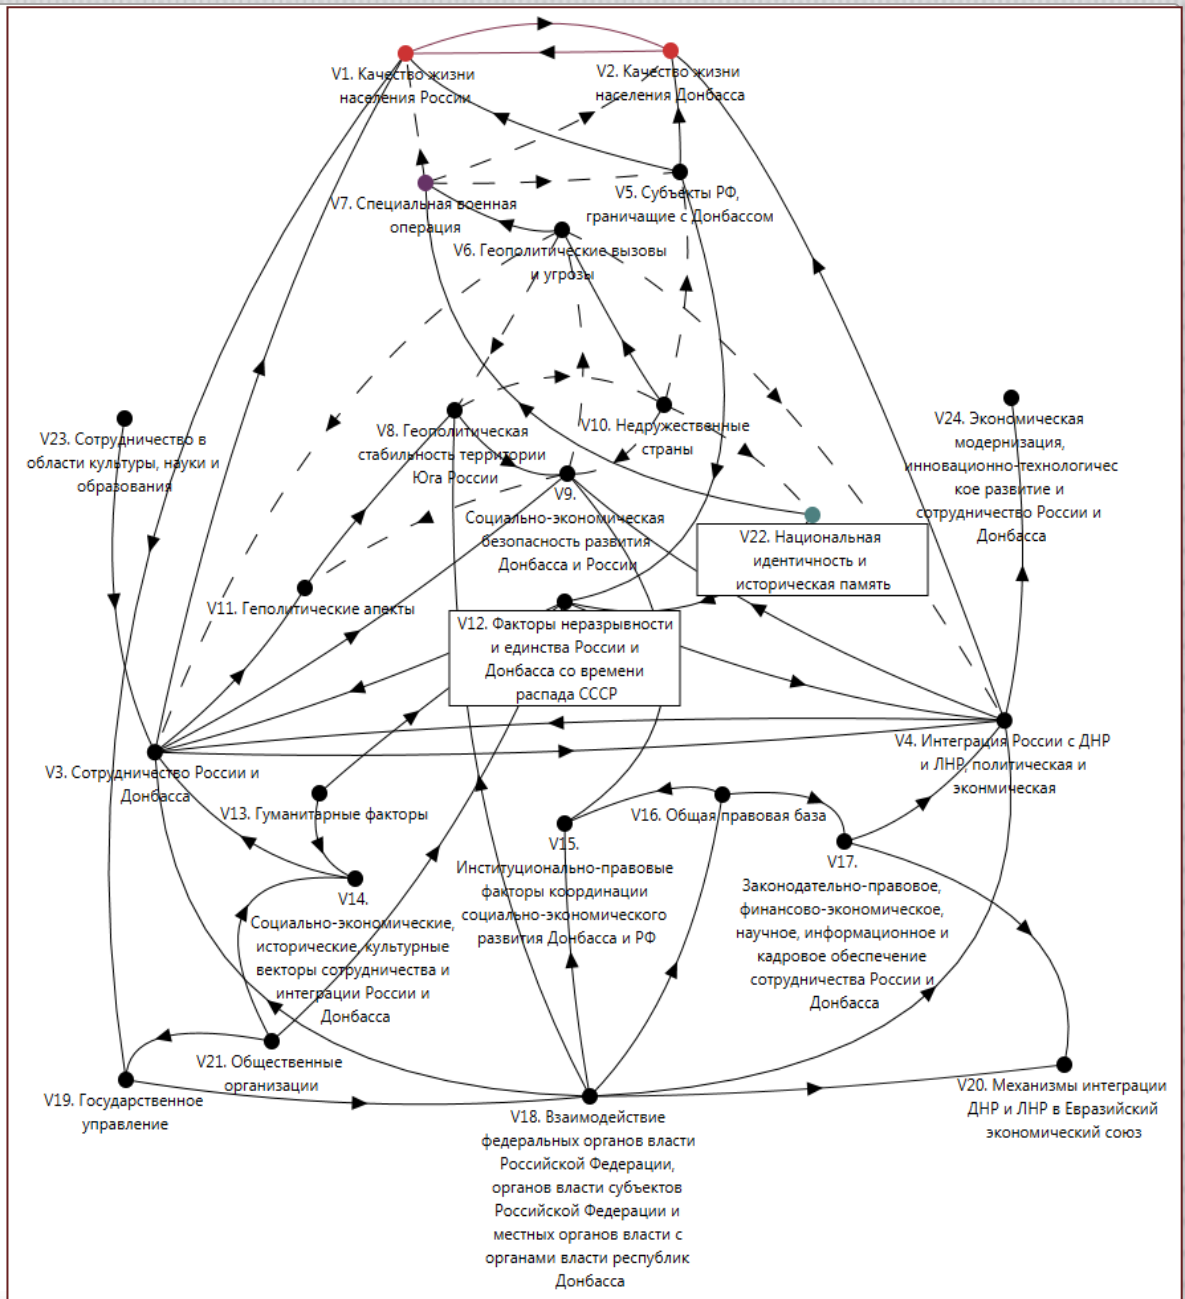 V1. Качество жизни
населения России
V2. Качество жизни
населения Донбасса
V7. Специальная военная
операция
V5. Субъекты РФ,
граничащие с Донбассом
V6. Геополитические вызовы
и угрозы
V23. Сотрудничество в
области культуры, науки и
образования
V8. Геополитическая
стабильность территории
Юга России
V10. Недружественные
страны
V24. Экономическая
модернизация,
инновационно-технологичес
кое развитие и
сотрудничество России и
Донбасса
V9.
Социально-экономическая
безопасность развития
Донбасса и России
V22. Национальная
идентичность и
историческая память
V11. Геполитические апекты
V12. Факторы неразрывности
и единства России и
Донбасса со времени
распада СССР
V3. Сотрудничество России и
Донбасса
V4. Интеграция России с ДНР
и ЛНР, политическая и
экономическая
V13. Гуманитарные факторы
V16. Общая правовая база
V15.
Институционально-правовые
факторы координации
социально-экономического
развития Донбасса и РФ
V17.
Законодательно-правовое,
финансово-экономическое,
научное, информационное и
кадровое обеспечение
сотрудничества России и
Донбасса
V14.
Социально-экономические,
исторические, культурные
векторы сотрудничества и
интеграции России и
Донбасса
V21. Общественные
организации
V19. Государственное
управление
V18. Взаимодействие
федеральных органов власти
Российской Федерации,
органов власти субъектов
Российской Федерации и
местных органов власти с
органами власти республик
Донбасса
V20. Механизмы интеграции
ДНР и ЛНР в Евразийский
экономический союз